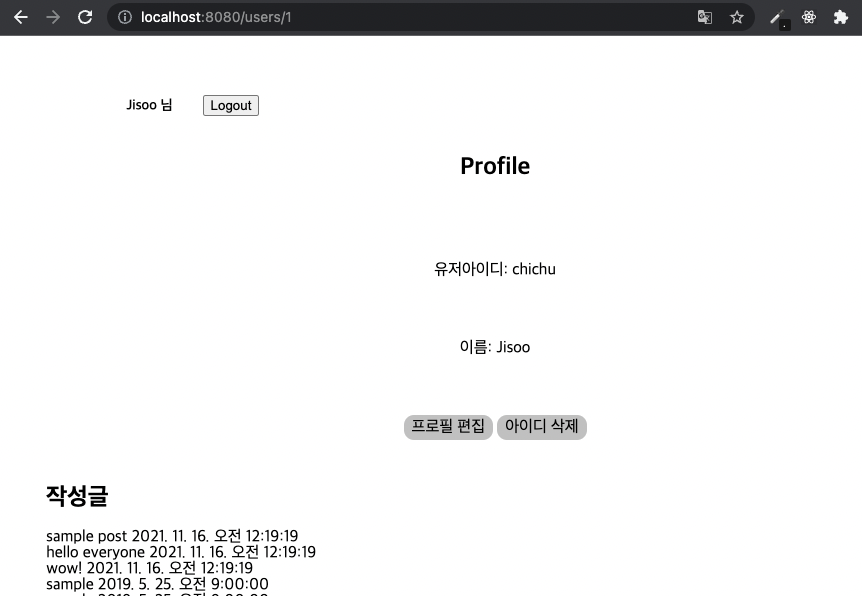 localhost:8080/users/1
Jisoo 님 Logout
Profile
유저아이디: chichu
이름: Jisoo
프로필 편집 아이디 삭제
작성글
sample post 2021. 11. 16. 오전 12:19:19
hello everyone 2021. 11. 16. 오전 12:19:19
wow! 2021. 11. 16. 오전 12:19:19
sample 2019. 5. 25. 오전 9:00:00